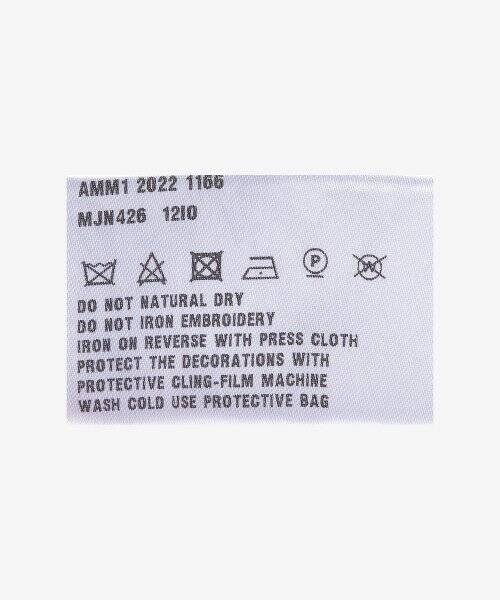 AMM1 2022 1166
MJN426 12IO
P W
DO NOT NATURAL DRY
DO NOT IRON EMBROIDERY
IRON ON REVERSE WITH PRESS CLOTH
PROTECT THE DECORATIONS WITH
PROTECTIVE CLING-FILM MACHINE
WASH COLD USE PROTECTIVE BAG